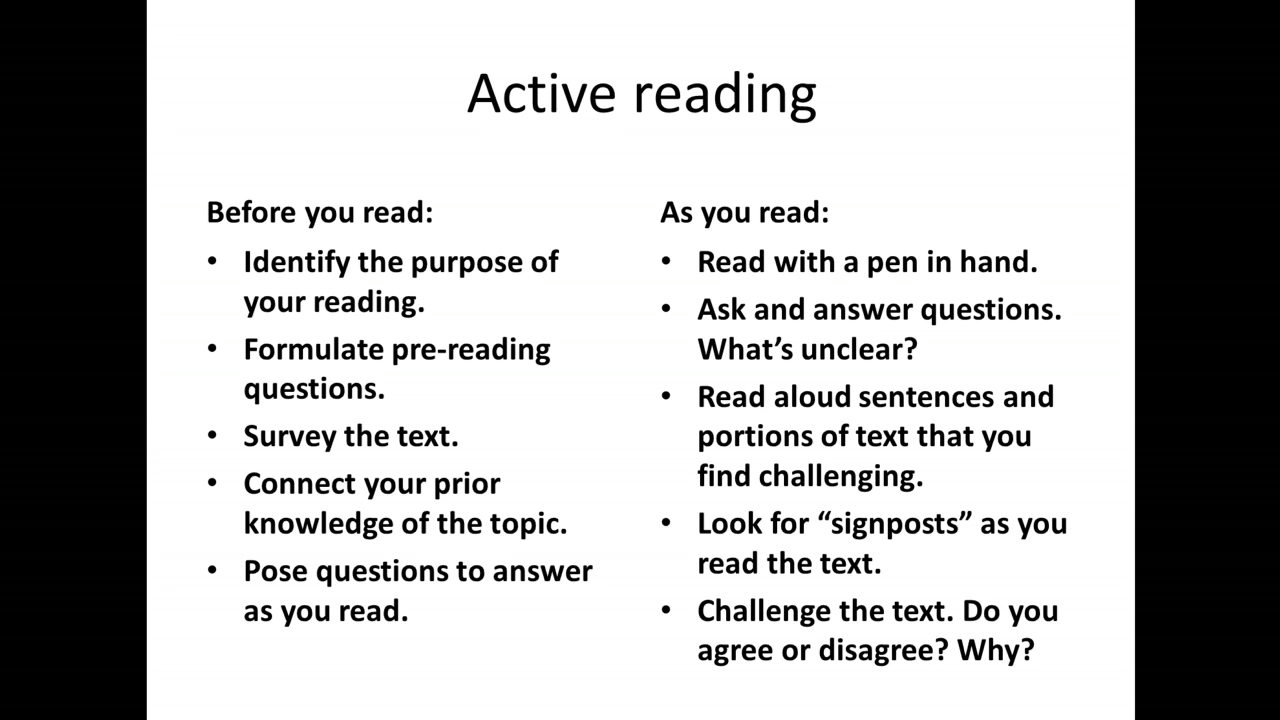 Active reading
Before you read:
• Identify the purpose of
your reading.
• Formulate pre-reading
questions.
• Survey the text.
• Connect your prior
knowledge of the topic.
• Pose questions to answer
as you read.
As you read:
• Read with a pen in hand.
• Ask and answer questions.
What’s unclear?
• Read aloud sentences and
portions of text that you
find challenging.
• Look for “signposts” as you
read the text.
• Challenge the text. Do you
agree or disagree? Why?